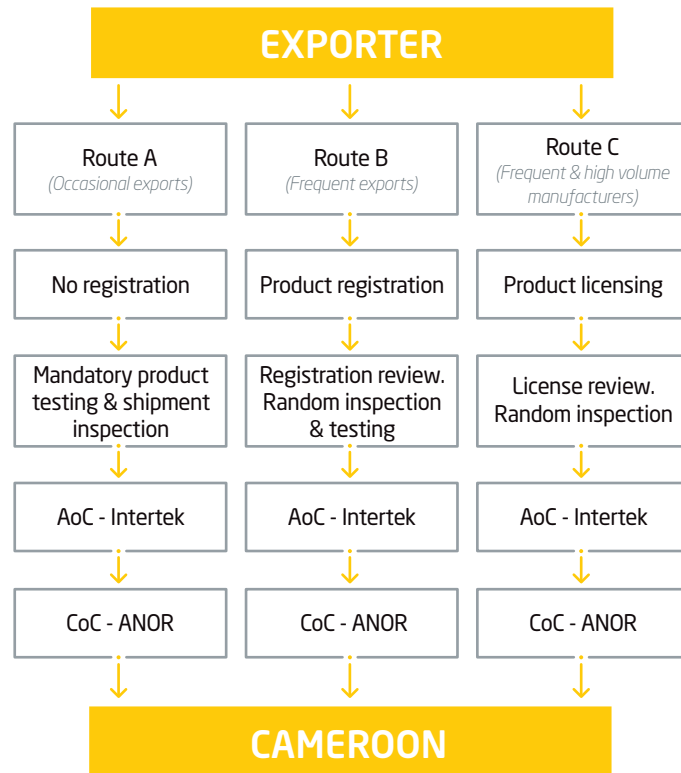 EXPORTER
Route A
(Occasional exports)
Route B
(Frequent exports)
Route C
(Frequent & high volume
manufacturers)
No registration
Product registration
Product licensing
Mandatory product
testing & shipment
inspection
Registration review.
Random inspection
& testing
License review.
Random inspection
AoC - Intertek
AoC - Intertek
AoC - Intertek
CoC - ANOR
CoC - ANOR
CoC - ANOR
CAMEROON